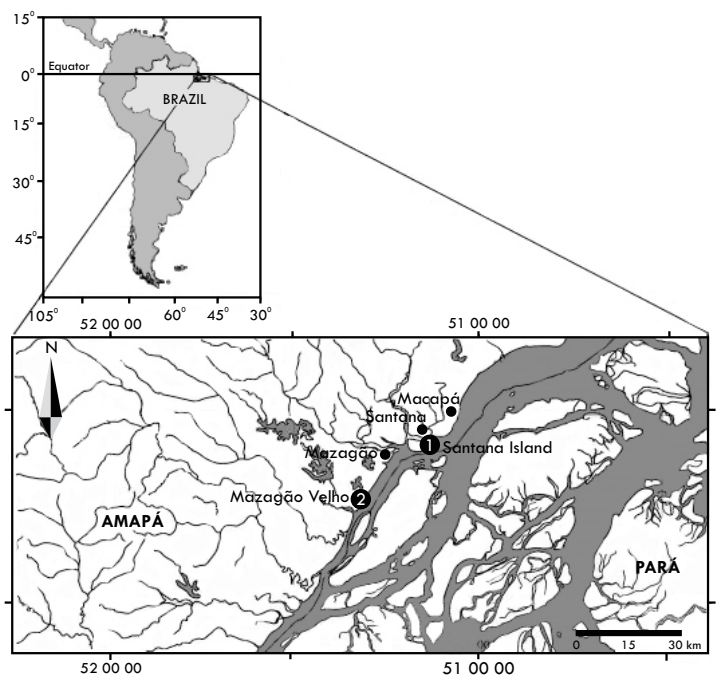 15°
Equator
0°
BRAZIL
15°
30°
45°
105° 60° 45° 30°
52 00 00 51 00 00
N
Macapá
Santana
1 Santana Island
Mazagão
Mazagão Velho 2
AMAPÁ
PARÁ
0 15 30 km
52 00 00 51 00 00